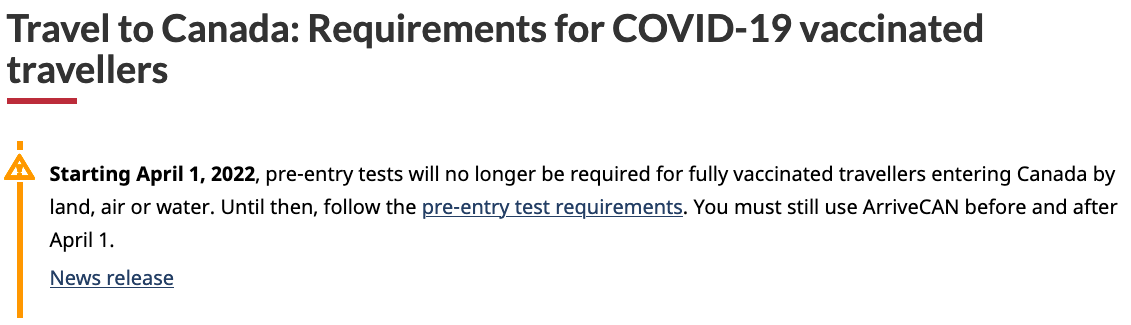 Travel to Canada: Requirements for COVID-19 vaccinated
travellers
Starting April 1, 2022, pre-entry tests will no longer be required for fully vaccinated travellers entering Canada by
land, air or water. Until then, follow the pre-entry test requirements. You must still use ArriveCAN before and after
April 1.
News release